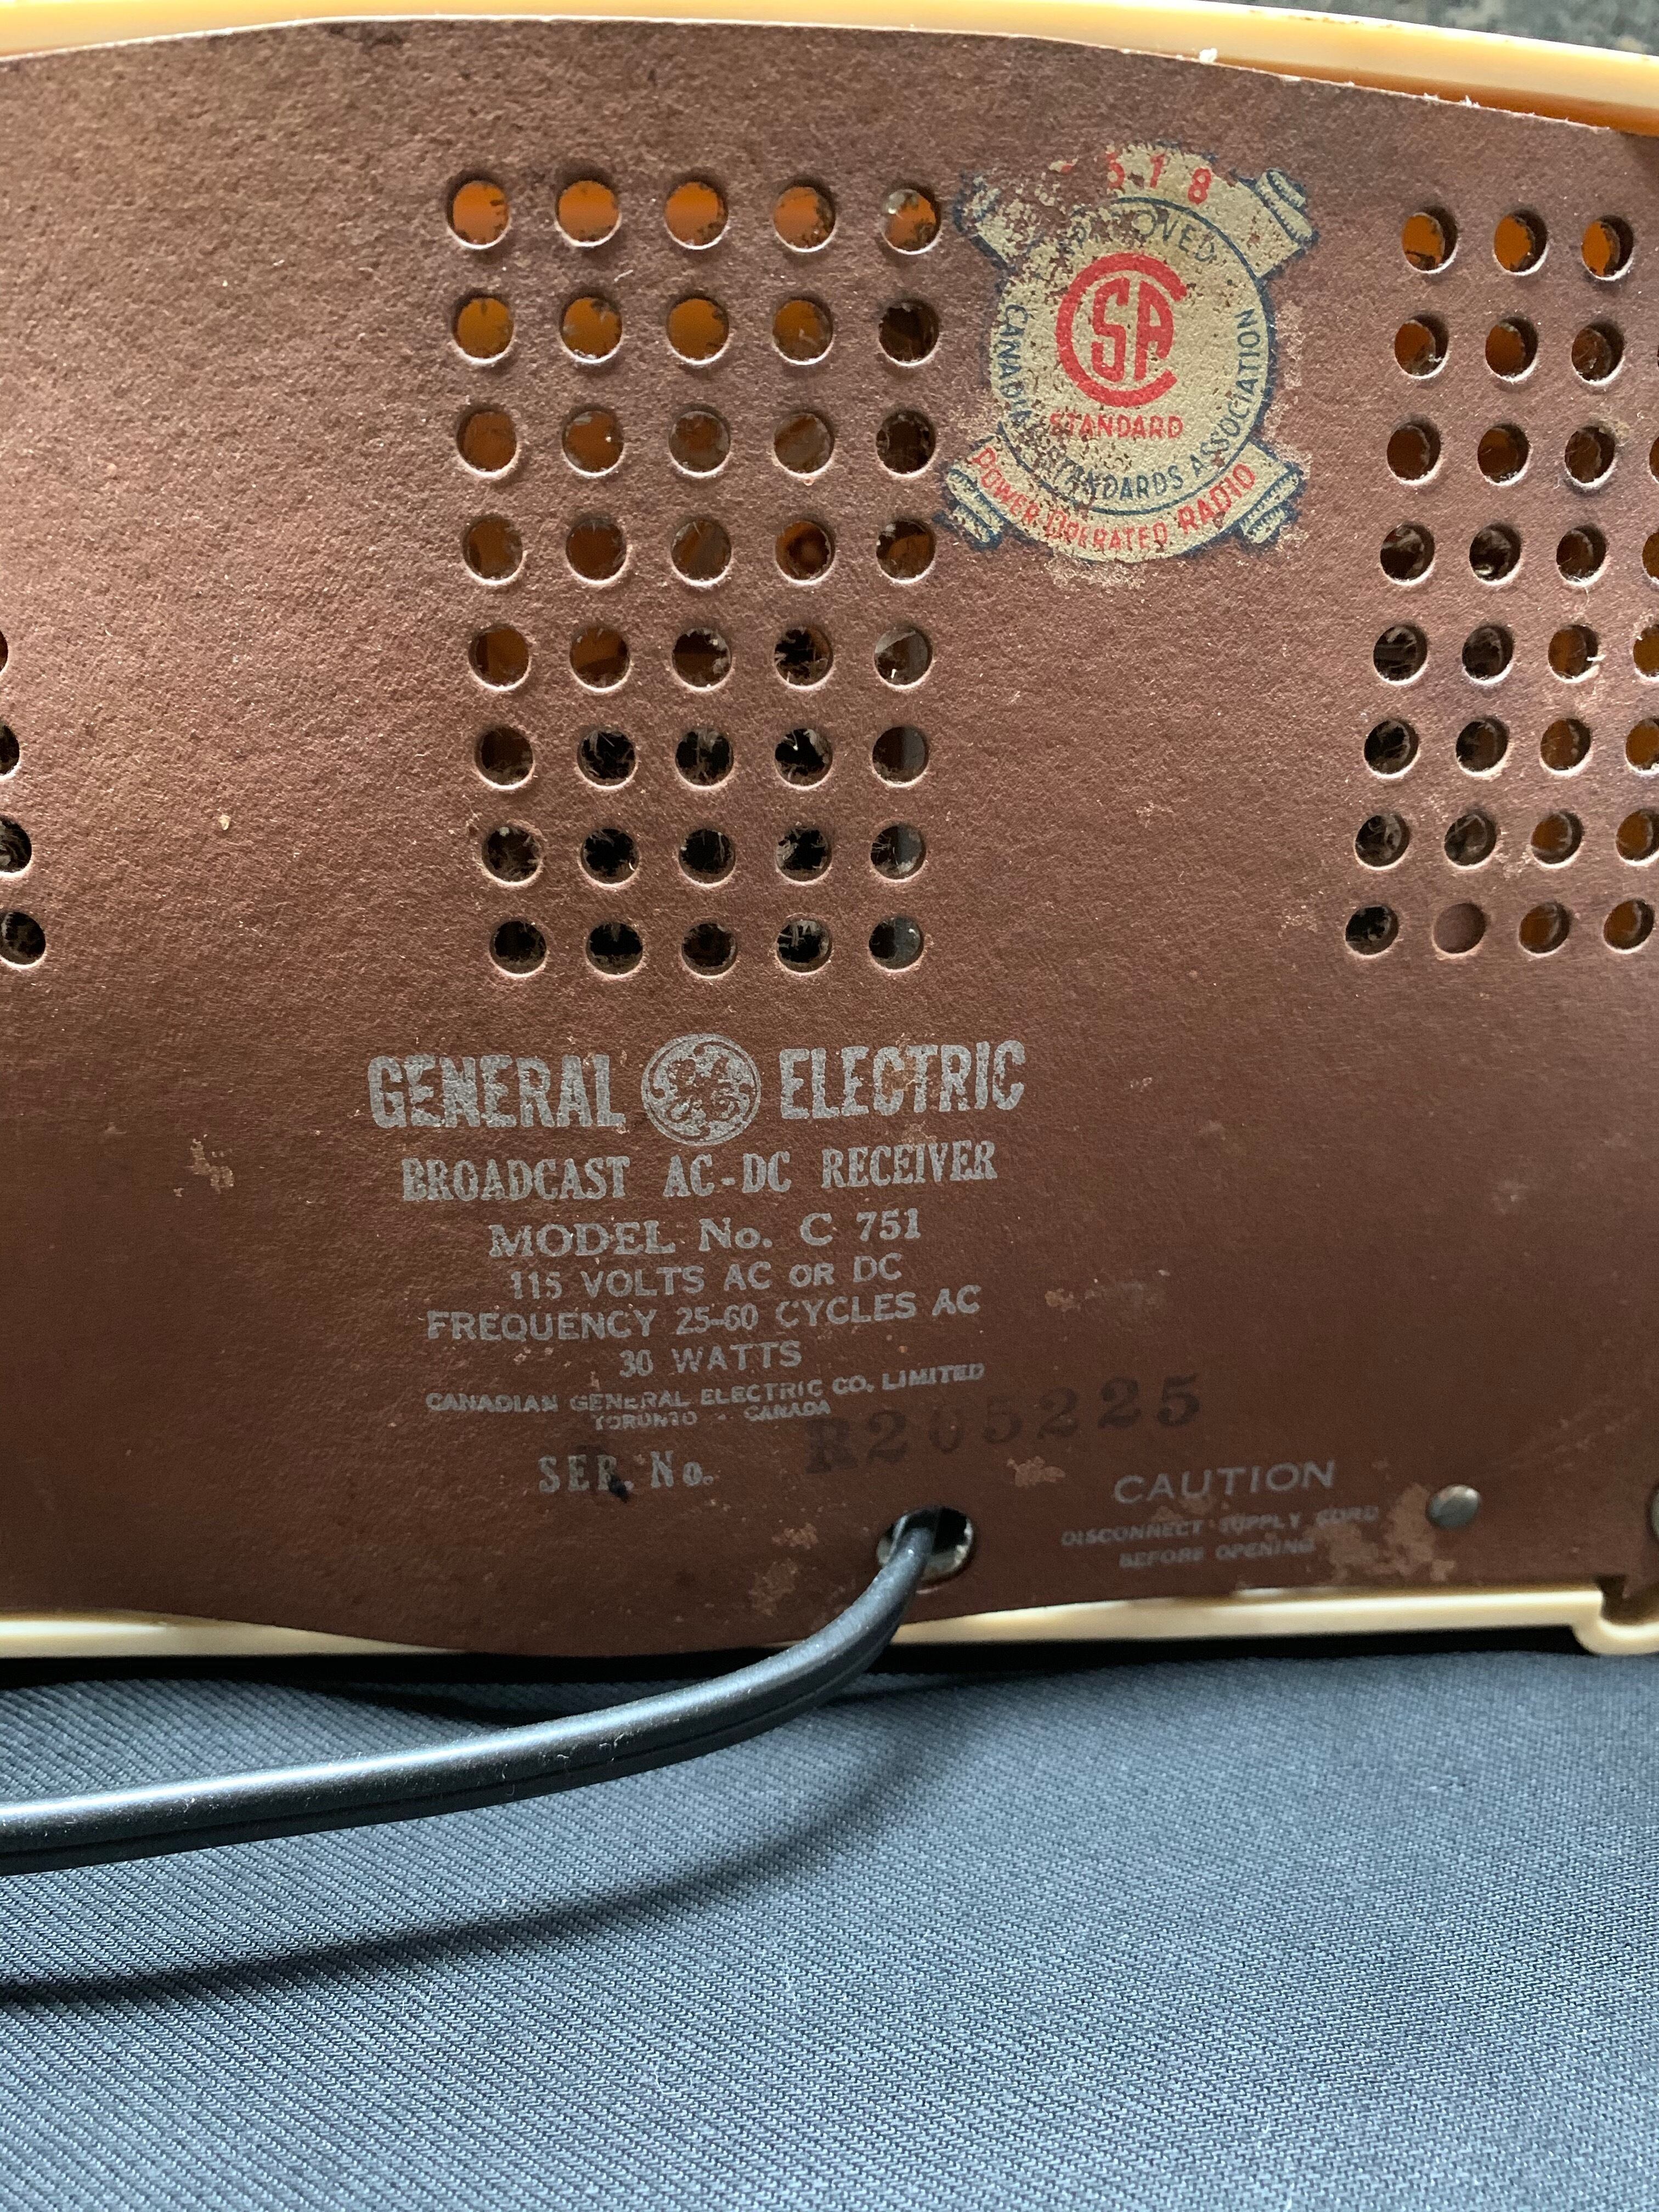 578
APPROVED
CSA
STANDARD
CANADIAN STANDARDS ASSOCIATION
POWER OPERATED RADIO
GENERAL GE ELECTRIC
BROADCAST AC-DC RECEIVER
MODEL No. C 751
115 VOLTS AC OR DC
FREQUENCY 25-60 CYCLES AC
30 WATTS
CANADIAN GENERAL ELECTRIC CO. LIMITED
TORONTO - CANADA
SER. No. R205225
CAUTION
DISCONNECT SUPPLY CORD
BEFORE OPENING